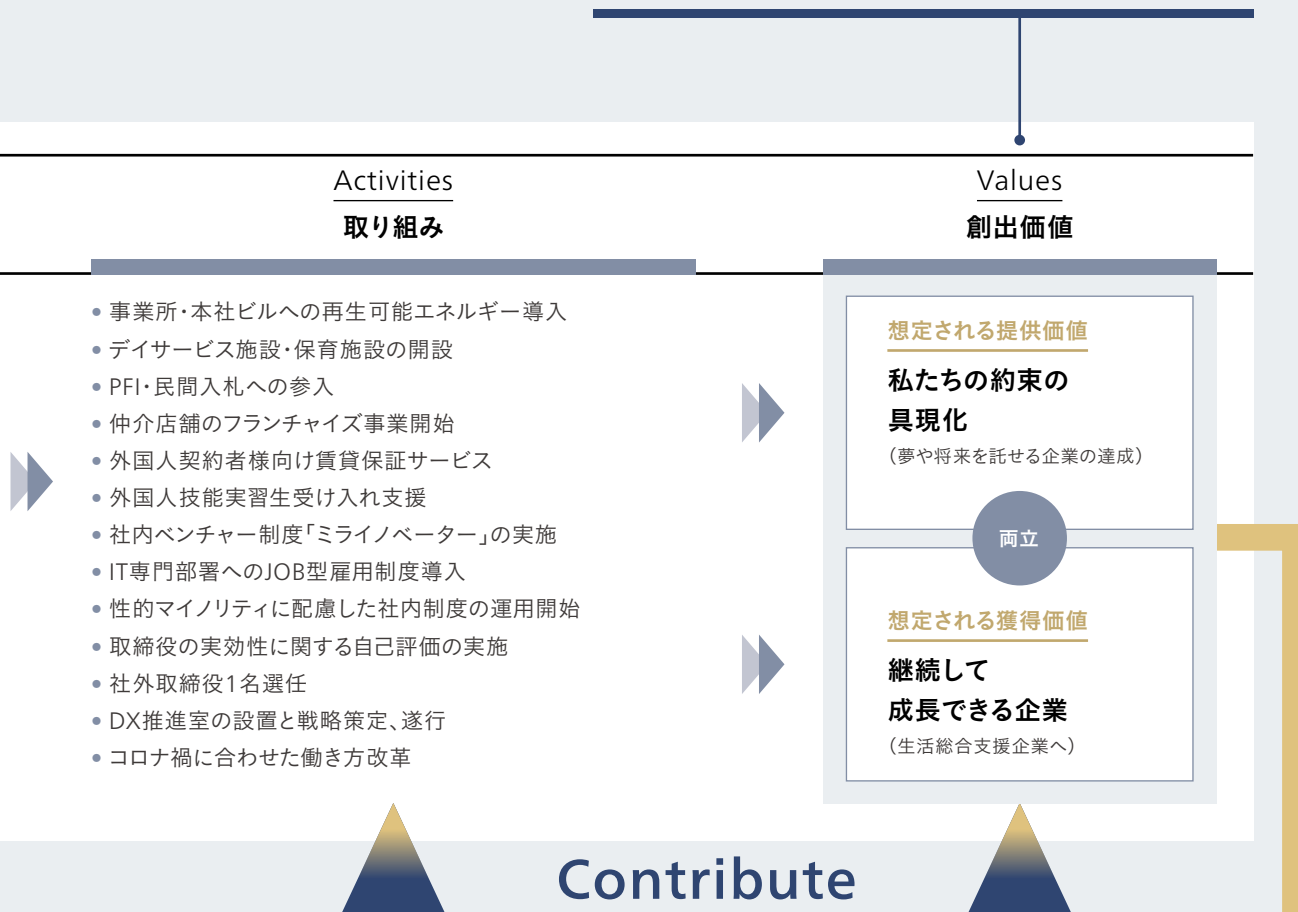 Activities
取り組み
• 事業所・本社ビルへの再生可能エネルギー導入
• デイサービス施設・保育施設の開設
• PFI・民間入札への参入
• 仲介店舗のフランチャイズ事業開始
• 外国人契約者様向け賃貸保証サービス
• 外国人技能実習生受け入れ支援
• 社内ベンチャー制度「ミライノベーター」の実施
• IT専門部署へのJOB型雇用制度導入
• 性的マイノリティに配慮した社内制度の運用開始
• 取締役の実効性に関する自己評価の実施
• 社外取締役1名選任
• DX推進室の設置と戦略策定、遂行
• コロナ禍に合わせた働き方改革
Values
創出価値
想定される提供価値
私たちの約束の
具現化
（夢や将来を託せる企業の達成）
両立
想定される獲得価値
継続して
成長できる企業
（生活総合支援企業へ）
Contribute